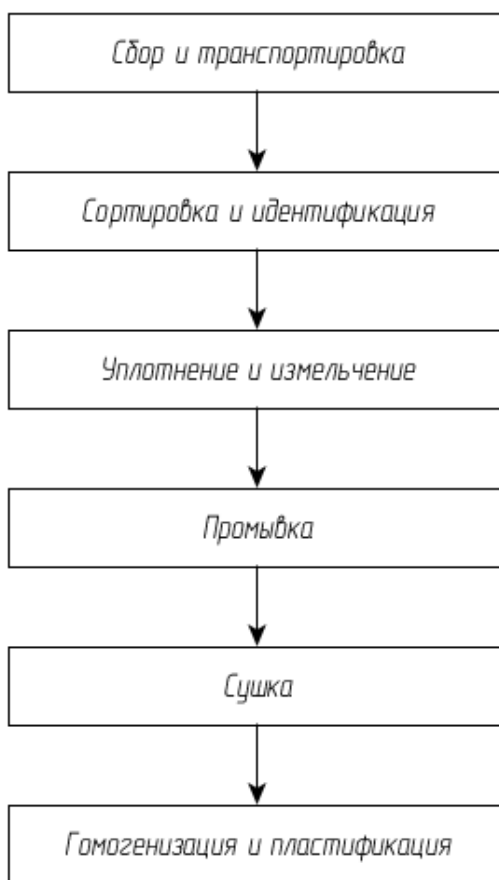 Сбор и транспортировка
Сортировка и идентификация
Уплотнение и измельчение
Промывка
Сушка
Гомогенизация и пластификация